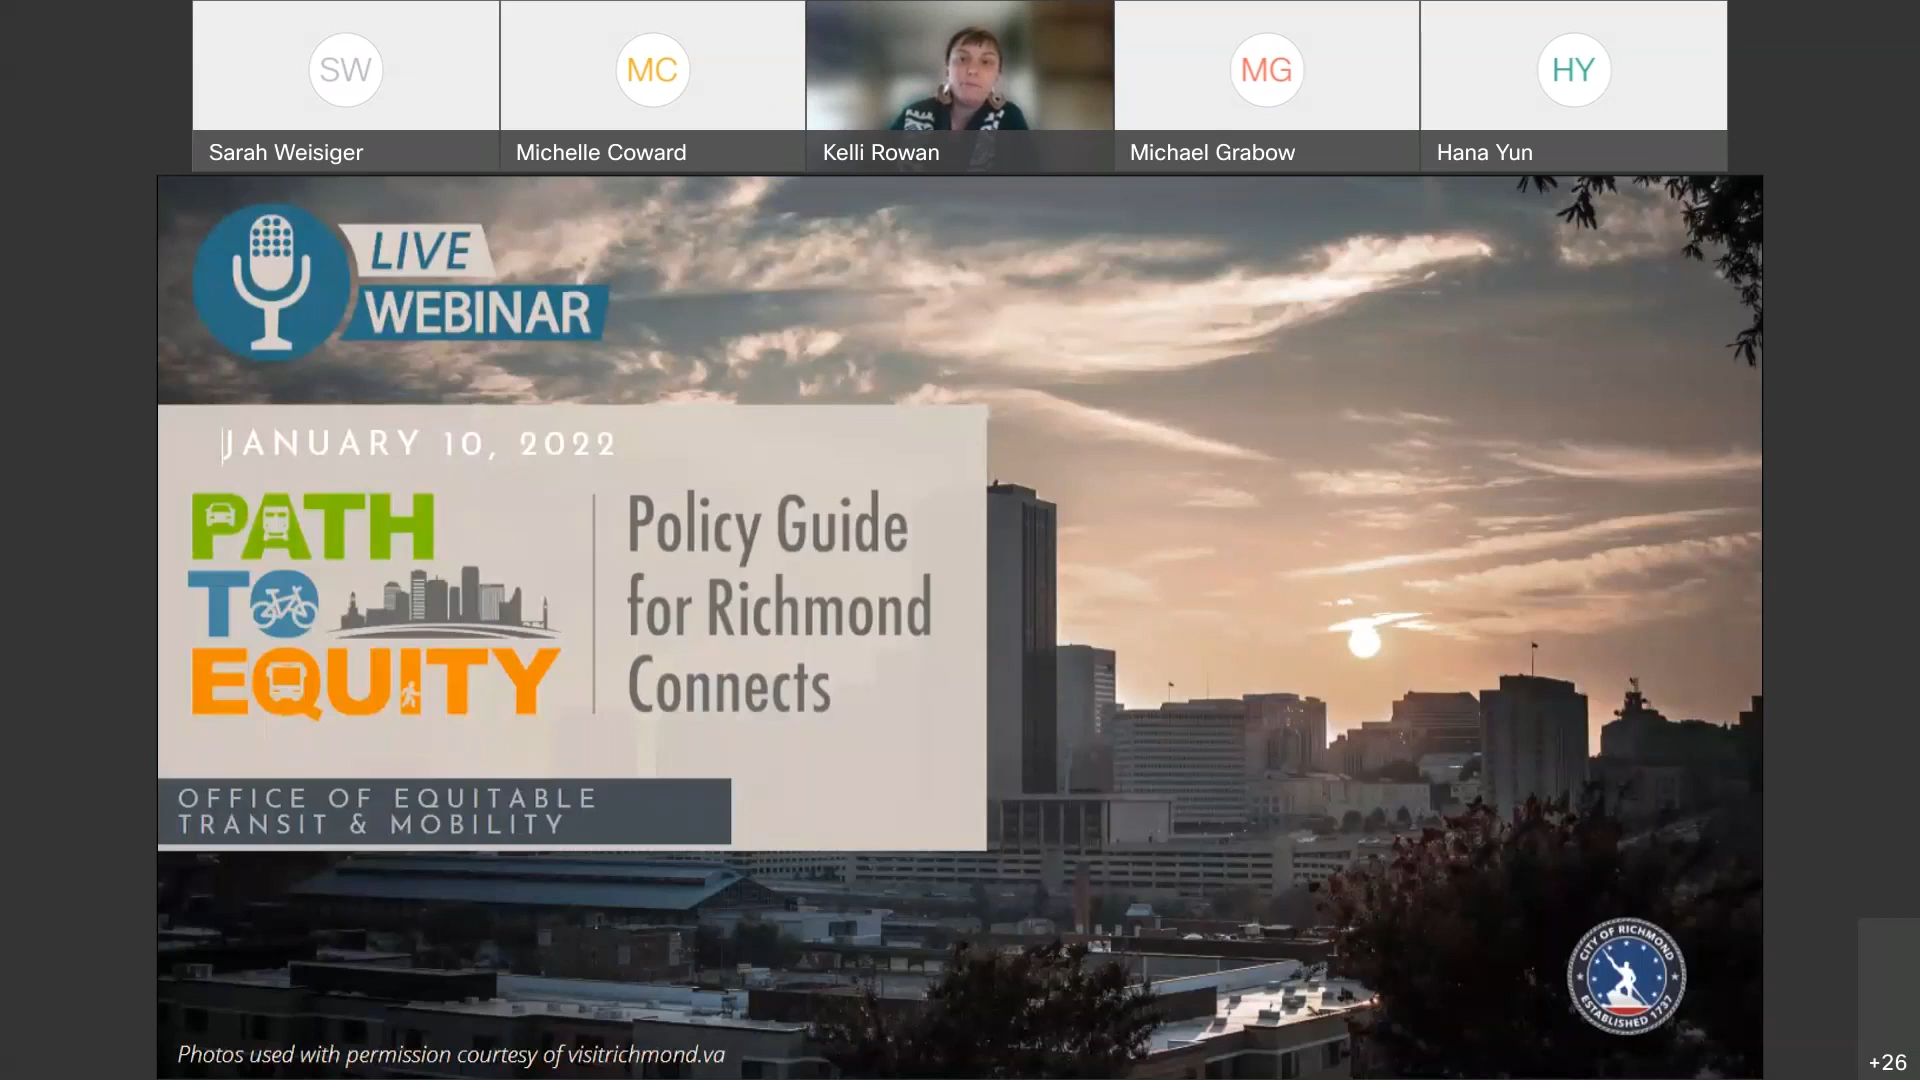 SW
MC
MG
HY
Sarah Weisiger
Michelle Coward
Kelli Rowan
Michael Grabow
Hana Yun
LIVE
WEBINAR
JANUARY 10, 2022
PATH
TO
EQUITY
Policy Guide
for Richmond
Connects
OFFICE OF EQUITABLE
TRANSIT & MOBILITY
CITY OF RICHMOND
ESTABLISHED 1737
Photos used with permission courtesy of visitrichmond.va
+26